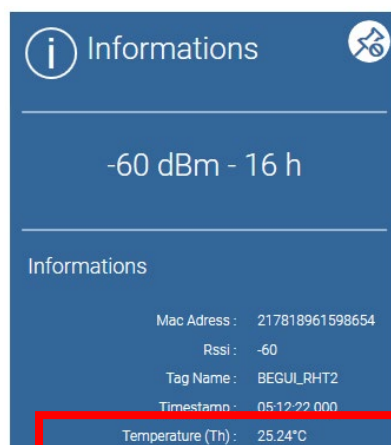 i Informations
-60 dBm - 16 h
Informations
Mac Adress : 217818961598654
Rssi : -60
Tag Name : BEGUI_RHT2
Timestamp : 05:12:22.000
Temperature (Th) : 25.24°C